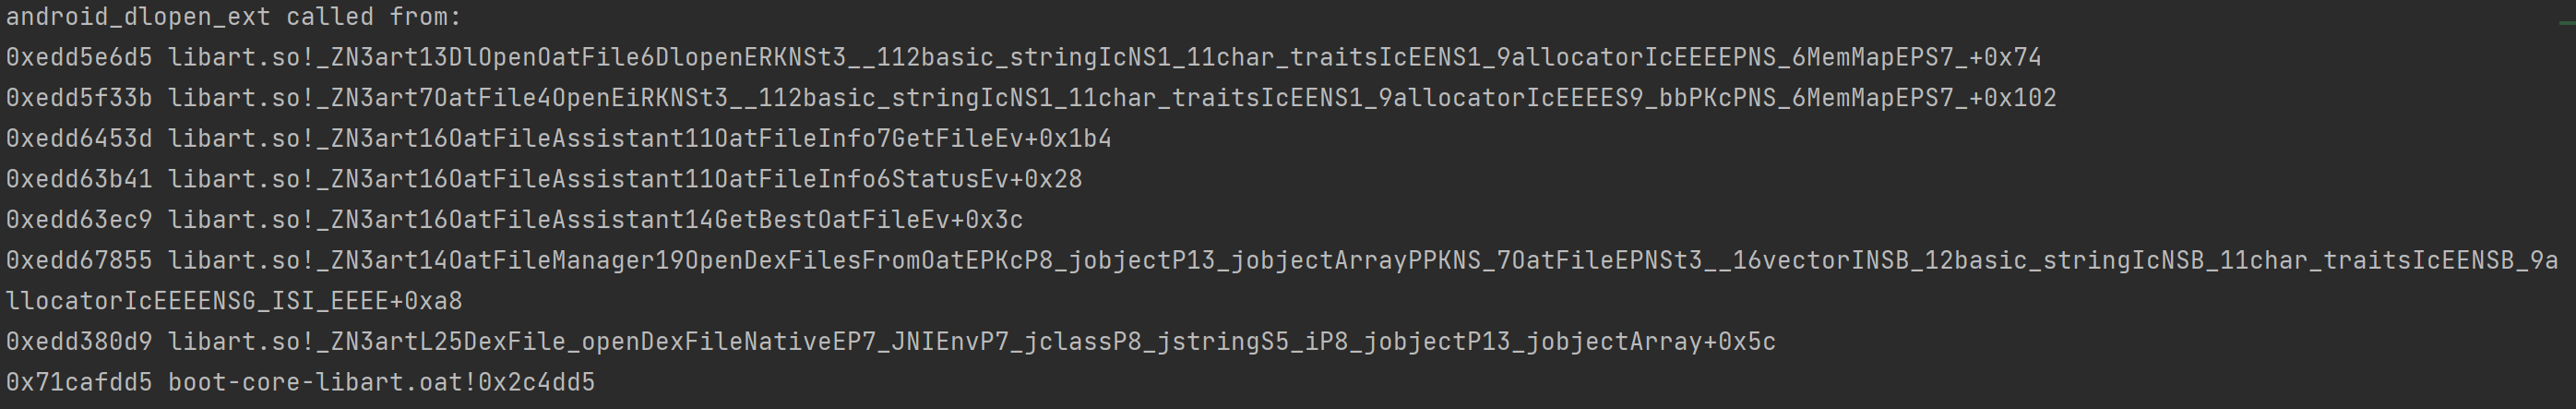 android_dlopen_ext called from:
0xedd5e6d5 libart.so!_ZN3art13DlOpenOatFile6DlopenERKNSt3__112basic_stringIcNS1_11char_traitsIcEENS1_9allocatorIcEEEEPNS_6MemMapEPS7_+0x74
0xedd5f33b libart.so!_ZN3art7OatFile4OpenEiRKNSt3__112basic_stringIcNS1_11char_traitsIcEENS1_9allocatorIcEEEES9_bbPKcPNS_6MemMapEPS7_+0x102
0xedd6453d libart.so!_ZN3art16OatFileAssistant11OatFileInfo7GetFileEv+0x1b4
0xedd63b41 libart.so!_ZN3art16OatFileAssistant11OatFileInfo6StatusEv+0x28
0xedd63ec9 libart.so!_ZN3art16OatFileAssistant14GetBestOatFileEv+0x3c
0xedd67855 libart.so!_ZN3art14OatFileManager19OpenDexFilesFromOatEPKcP8_jobjectP13_jobjectArrayPPKNS_7OatFileEPNSt3__16vectorINSB_12basic_stringIcNSB_11char_traitsIcEENSB_9a
llocatorIcEEEENSG_ISI_EEEE+0xa8
0xedd380d9 libart.so!_ZN3artL25DexFile_openDexFileNativeEP7_JNIEnvP7_jclassP8_jstringS5_iP8_jobjectP13_jobjectArray+0x5c
0x71cafdd5 boot-core-libart.oat!0x2c4dd5